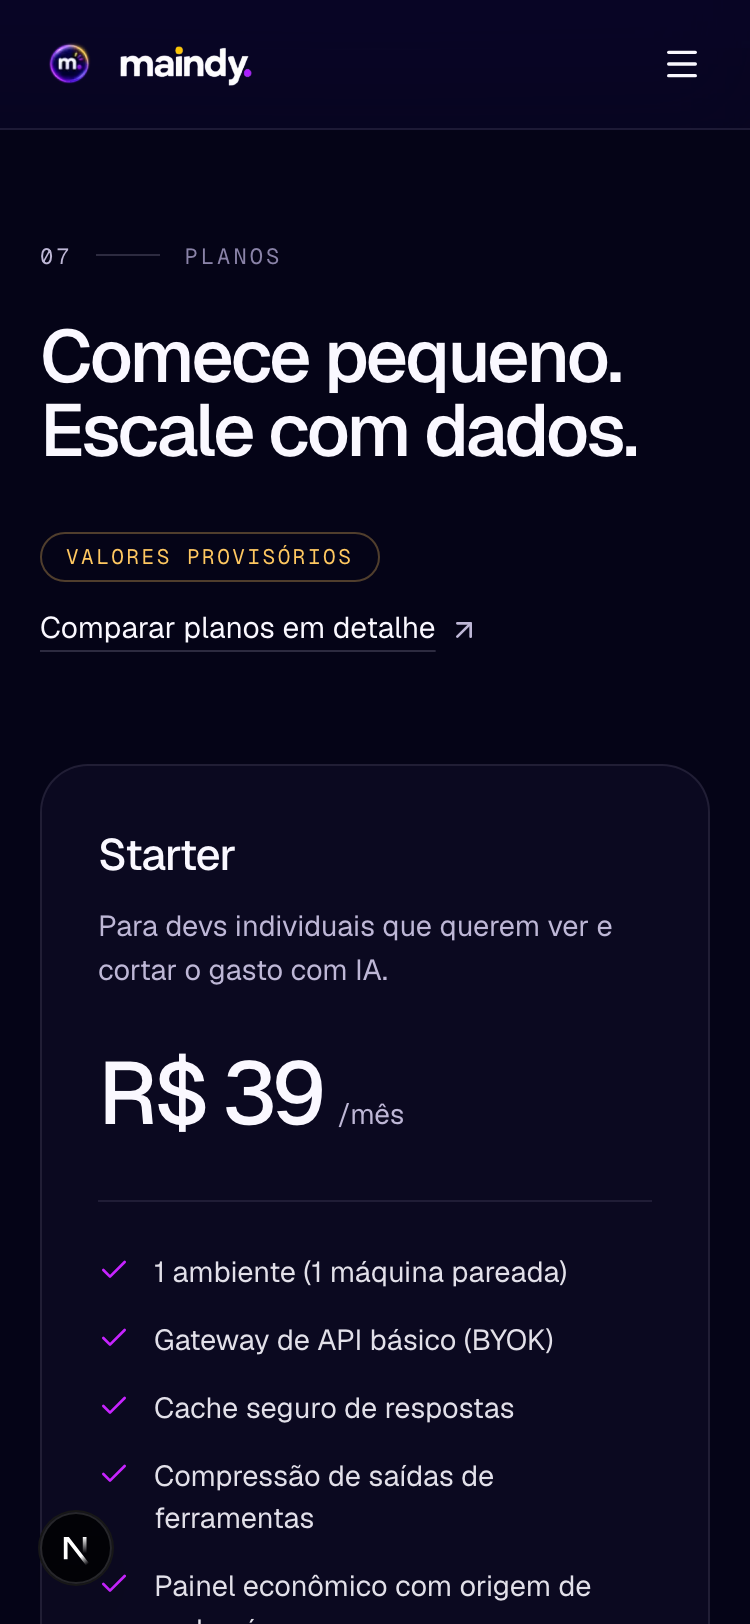 m
maindy.
07 PLANOS
Comece pequeno.
Escale com dados.
VALORES PROVISÓRIOS
Comparar planos em detalhe
Starter
Para devs individuais que querem ver e
cortar o gasto com IA.
R$ 39 /mês
1 ambiente (1 máquina pareada)
Gateway de API básico (BYOK)
Cache seguro de respostas
Compressão de saídas de
ferramentas
N
Painel econômico com origem de